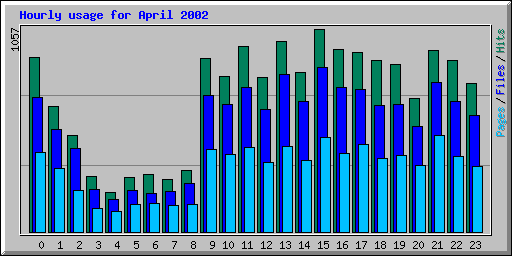 Hourly usage for April 2002
1057
Pages / Files / Hits
0 1 2 3 4 5 6 7 8 9 10 11 12 13 14 15 16 17 18 19 20 21 22 23